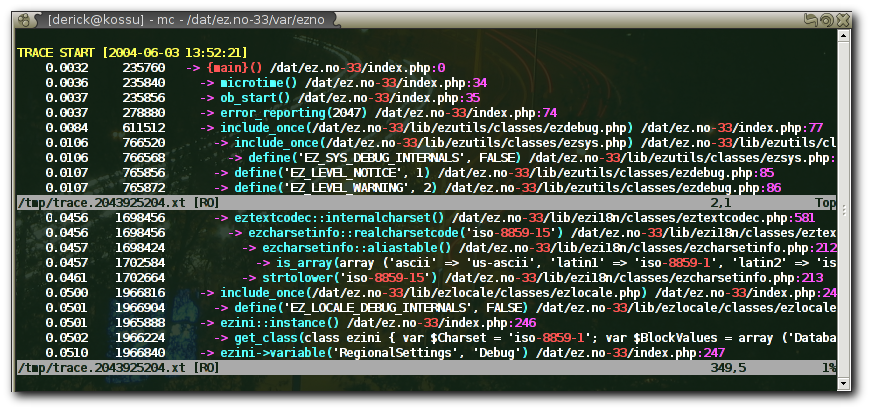 [derick@kossu] - mc - /dat/ez.no-33/var/ezno
TRACE START [2004-06-03 13:52:21]
0.0032 235760 -> {main}() /dat/ez.no-33/index.php:0
0.0036 235840 -> microtime() /dat/ez.no-33/index.php:34
0.0037 235856 -> ob_start() /dat/ez.no-33/index.php:35
0.0037 278880 -> error_reporting(2047) /dat/ez.no-33/index.php:74
0.0084 611512 -> include_once(/dat/ez.no-33/lib/ezutils/classes/ezdebug.php) /dat/ez.no-33/index.php:77
0.0106 766520 -> include_once(/dat/ez.no-33/lib/ezutils/classes/ezsys.php) /dat/ez.no-33/lib/ezutils/cl
0.0106 766568 -> define('EZ_SYS_DEBUG_INTERNALS', FALSE) /dat/ez.no-33/lib/ezutils/classes/ezsys.php:
0.0107 765856 -> define('EZ_LEVEL_NOTICE', 1) /dat/ez.no-33/lib/ezutils/classes/ezdebug.php:85
0.0107 765872 -> define('EZ_LEVEL_WARNING', 2) /dat/ez.no-33/lib/ezutils/classes/ezdebug.php:86
/tmp/trace.2043925204.xt [RO] 2,1 Top
0.0456 1698456 -> eztextcodec::internalcharset() /dat/ez.no-33/lib/ezi18n/classes/eztextcodec.php:581
0.0456 1698456 -> ezcharsetinfo::realcharsetcode('iso-8859-15') /dat/ez.no-33/lib/ezi18n/classes/eztex
0.0457 1698424 -> ezcharsetinfo::aliastable() /dat/ez.no-33/lib/ezi18n/classes/ezcharsetinfo.php:212
0.0457 1702584 -> is_array(array ('ascii' => 'us-ascii', 'latin1' => 'iso-8859-1', 'latin2' => 'is
0.0461 1702664 -> strtolower('iso-8859-15') /dat/ez.no-33/lib/ezi18n/classes/ezcharsetinfo.php:213
0.0500 1966816 -> include_once(/dat/ez.no-33/lib/ezlocale/classes/ezlocale.php) /dat/ez.no-33/index.php:24
0.0501 1966904 -> define('EZ_LOCALE_DEBUG_INTERNALS', FALSE) /dat/ez.no-33/lib/ezlocale/classes/ezlocale
0.0501 1965888 -> ezini::instance() /dat/ez.no-33/index.php:246
0.0502 1966224 -> get_class(class ezini { var $Charset = 'iso-8859-1'; var $BlockValues = array ('Databa
0.0510 1966840 -> ezini->variable('RegionalSettings', 'Debug') /dat/ez.no-33/index.php:247
/tmp/trace.2043925204.xt [RO] 349,5 1%